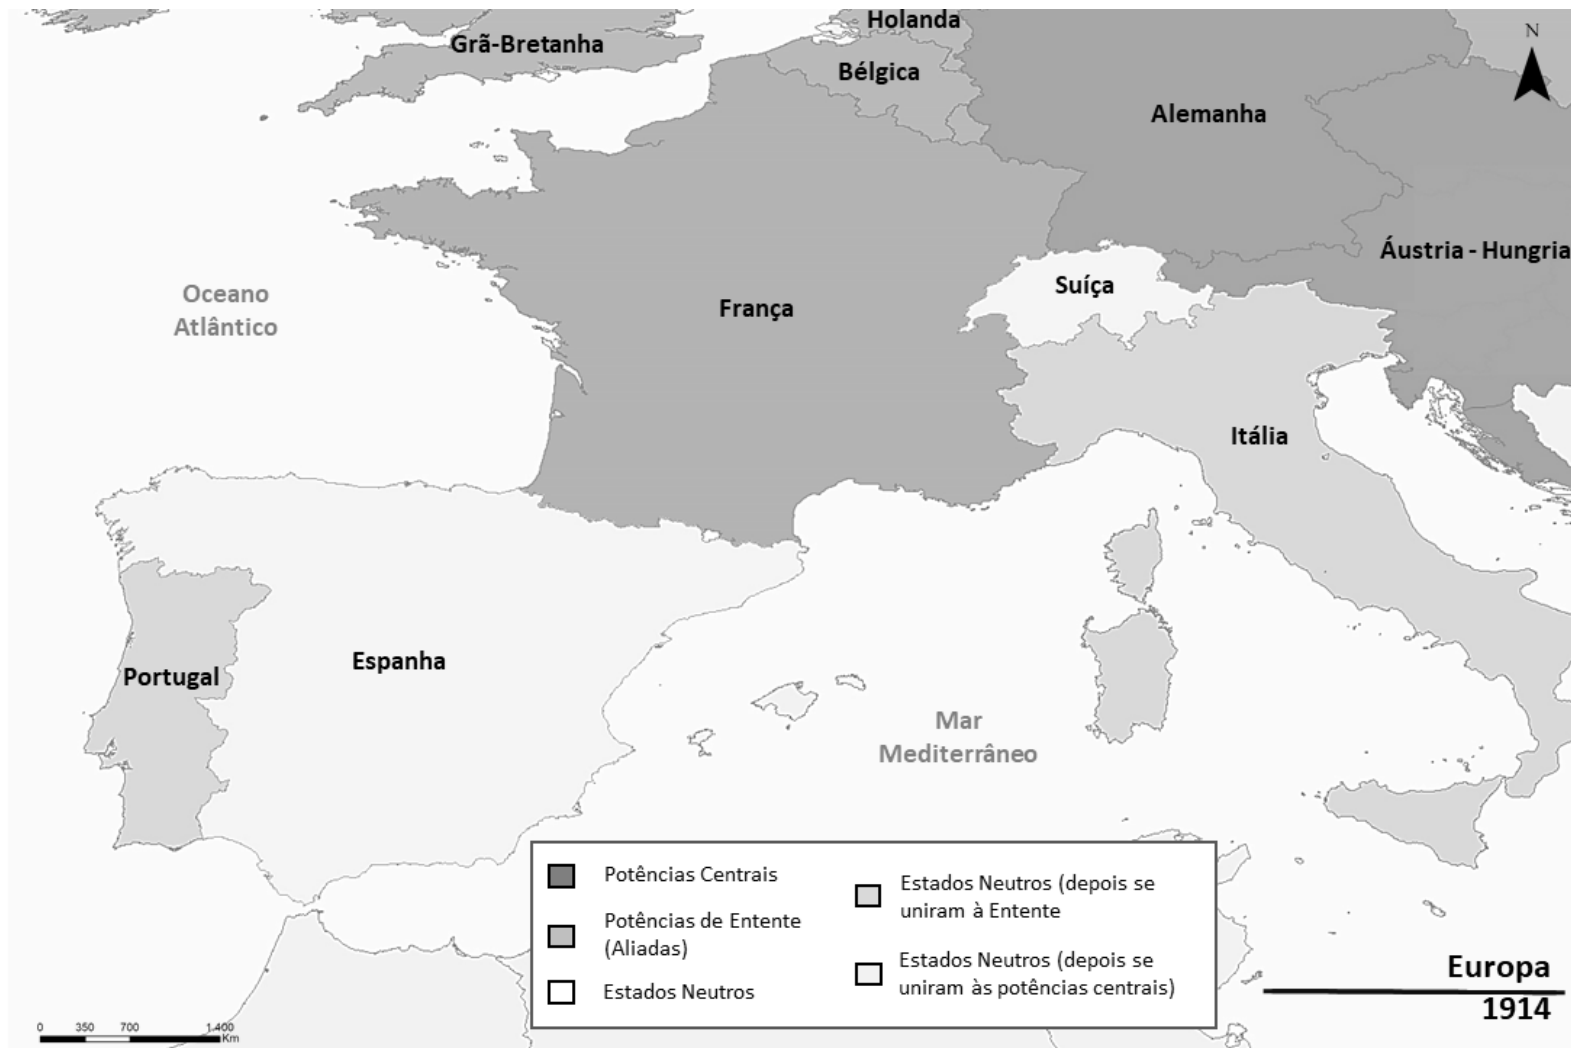 Holanda
Grã-Bretanha
N
Bélgica
Alemanha
Áustria - Hungria
Suíça
Oceano
Atlântico
França
Itália
Espanha
Portugal
Mar
Mediterrâneo
Potências Centrais
Potências de Entente
(Aliadas)
Estados Neutros
Estados Neutros (depois se
uniram à Entente
Estados Neutros (depois se
uniram às potências centrais)
Europa
1914
0 350 700 1.400
Km